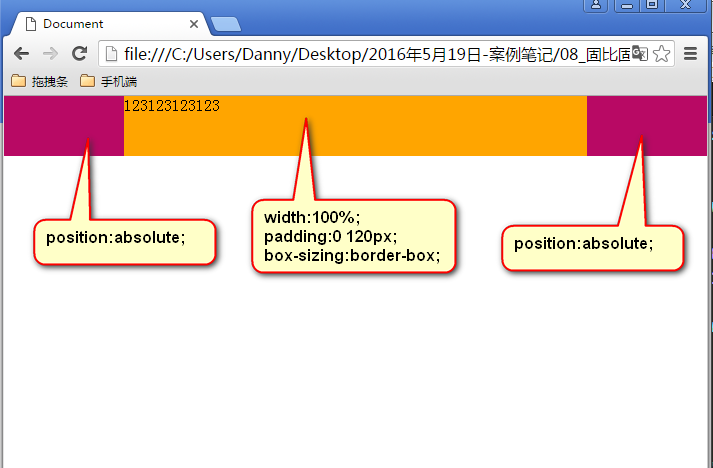 Document
file:///C:/Users/Danny/Desktop/2016年5月19日-案例笔记/08_固比固
拖拽条 手机端
123123123123
position:absolute;
width:100%;
padding:0 120px;
box-sizing:border-box;
position:absolute;